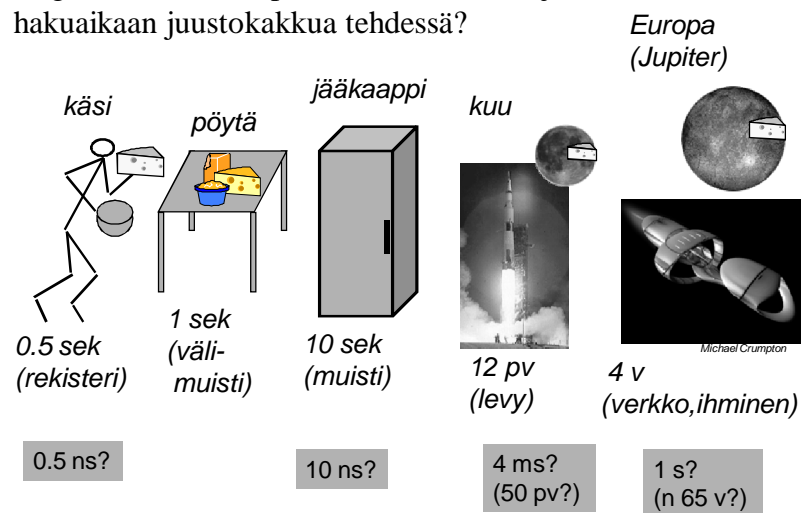 hakuaikaan juustokakkua tehdessä?
Europa
(Jupiter)
käsi
pöytä
jääkaappi
kuu
Michael Crumpton
0.5 sek
(rekisteri)
1 sek
(väli-
muisti)
10 sek
(muisti)
12 pv
(levy)
4 v
(verkko,ihminen)
0.5 ns?
10 ns?
4 ms?
(50 pv?)
1 s?
(n 65 v?)